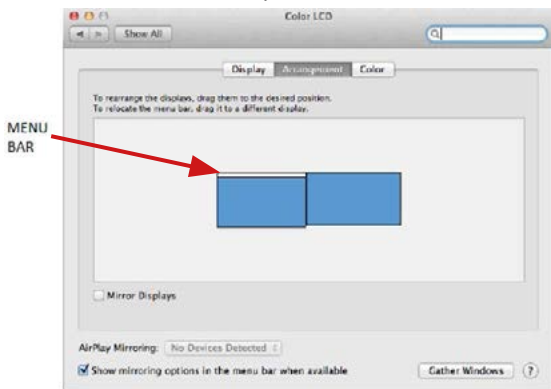 Color LCD
Show All
Display Arrangement Color
To rearrange the displays, drag them to the desired position.
To relocate the menu bar, drag it to a different display.
MENU
BAR
Mirror Displays
AirPlay Mirroring: No Devices Detected
Show mirroring options in the menu bar when available
Gather Windows ?